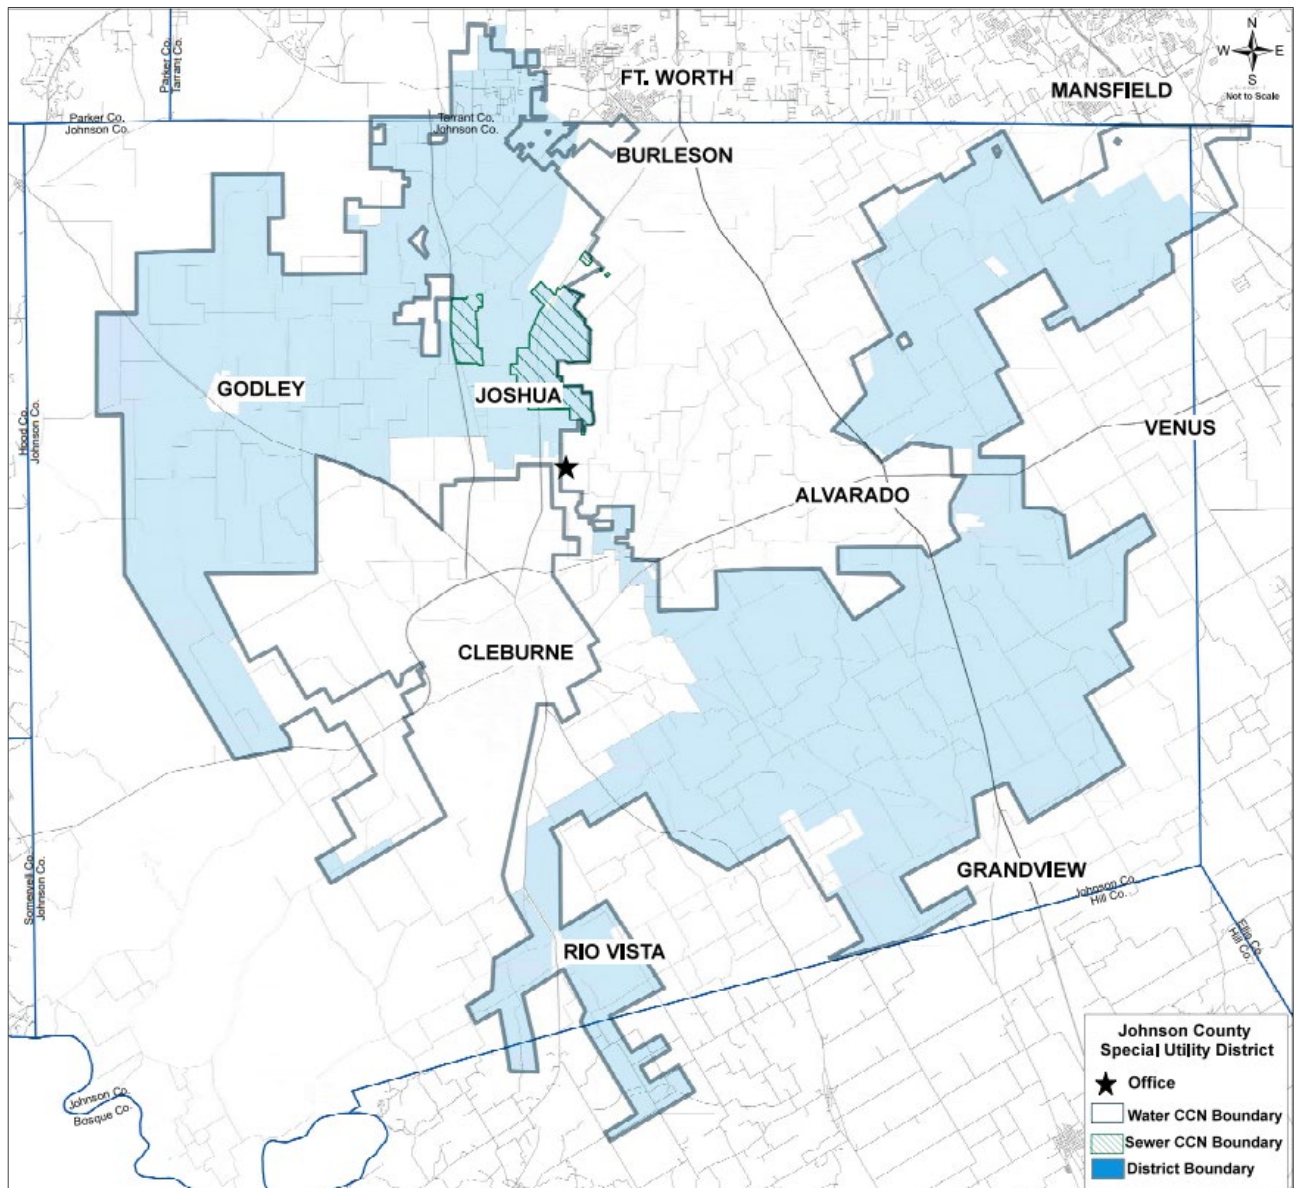 N
W E
S
Not to Scale
Parker Co.
Tarrant Co.
FT. WORTH
MANSFIELD
Parker Co.
Johnson Co.
Tarrant Co.
Johnson Co.
BURLESON
GODLEY
JOSHUA
Hood Co.
Johnson Co.
VENUS
ALVARADO
CLEBURNE
Somervell Co.
Johnson Co.
GRANDVIEW
Johnson Co.
Hill Co.
Ellis Co.
Hill Co.
RIO VISTA
Johnson Co.
Bosque Co.
Johnson County
Special Utility District
Office
Water CCN Boundary
Sewer CCN Boundary
District Boundary